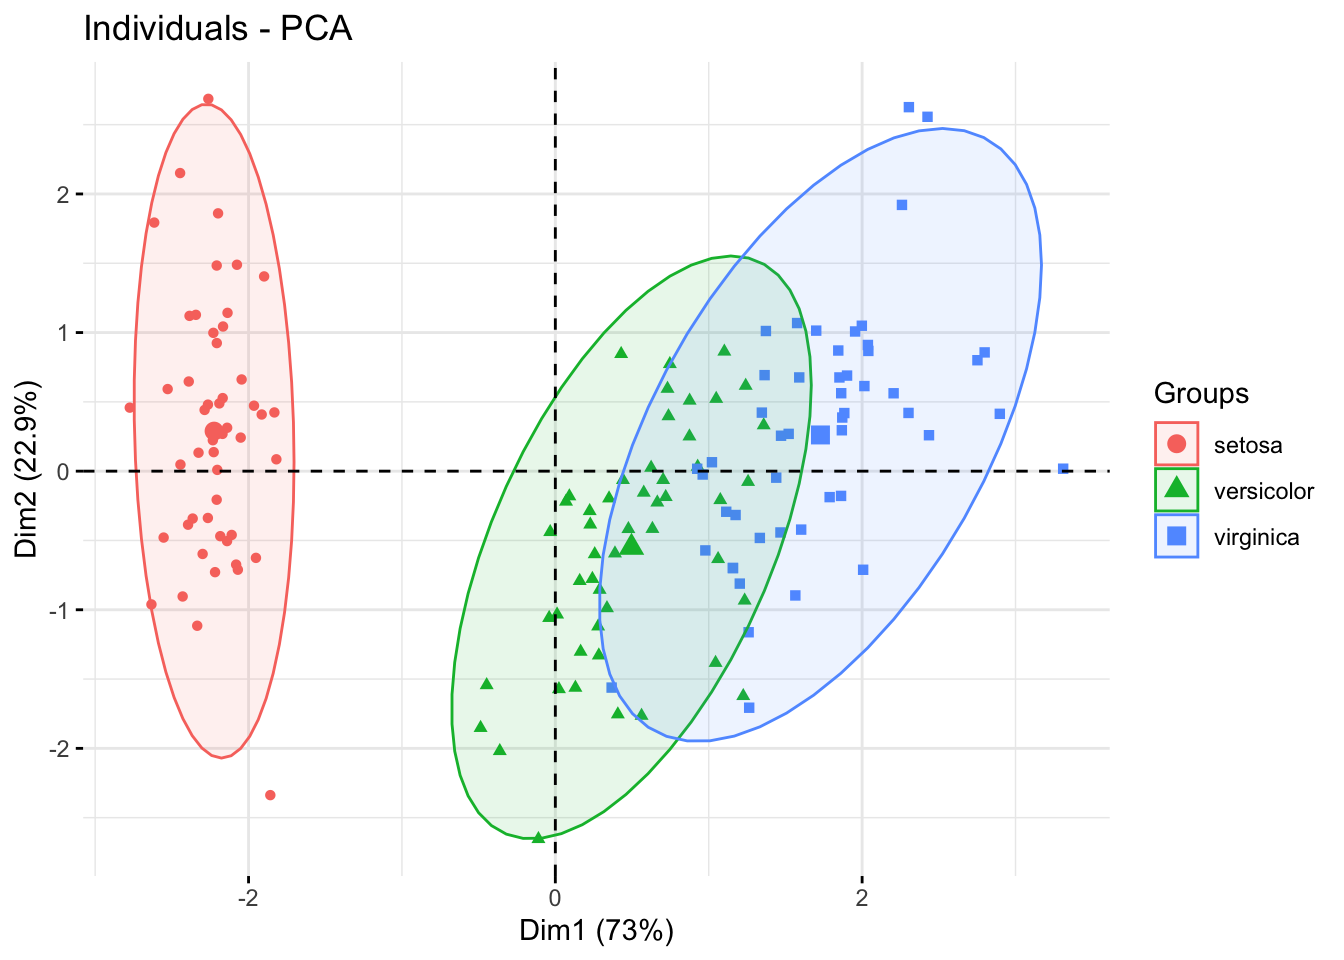 Individuals - PCA
2
1
0
-1
-2
Dim2 (22.9%)
-2
0
2
Dim1 (73%)
Groups
setosa
versicolor
virginica